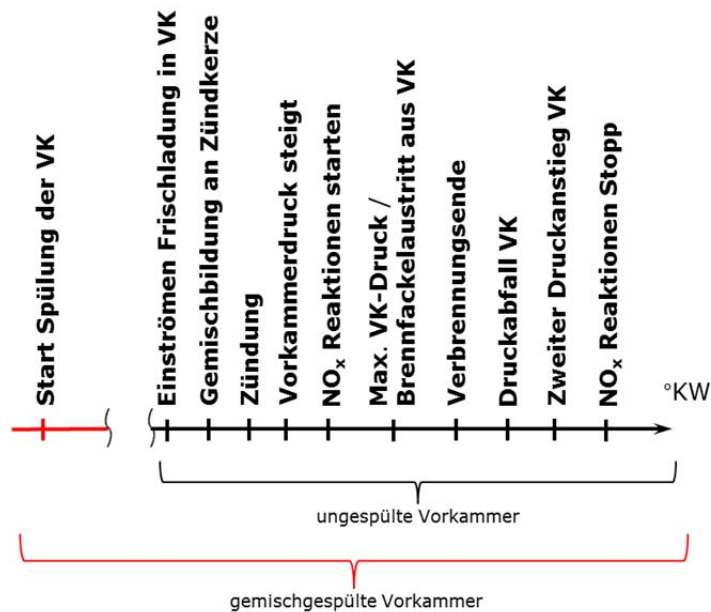 Start Spülung der VK
Einströmen Frischladung in VK
Gemischbildung an Zündkerze
Zündung
Vorkammerdruck steigt
NOx Reaktionen starten
Max. VK-Druck /
Brennfackelaustritt aus VK
Verbrennungsende
Druckabfall VK
Zweiter Druckanstieg VK
NOx Reaktionen Stopp
°KW
ungespülte Vorkammer
gemischgespülte Vorkammer